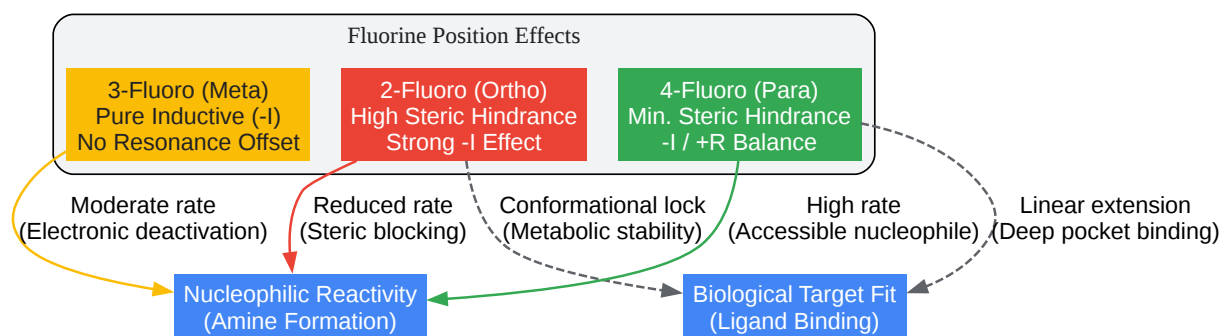 Fluorine Position Effects
3-Fluoro (Meta)
Pure Inductive (-I)
No Resonance Offset
2-Fluoro (Ortho)
High Steric Hindrance
Strong -I Effect
4-Fluoro (Para)
Min. Steric Hindrance
-I / +R Balance
Moderate rate
(Electronic deactivation)
Reduced rate
(Steric blocking)
Conformational lock
(Metabolic stability)
High rate
(Accessible nucleophile)
Linear extension
(Deep pocket binding)
Nucleophilic Reactivity
(Amine Formation)
Biological Target Fit
(Ligand Binding)